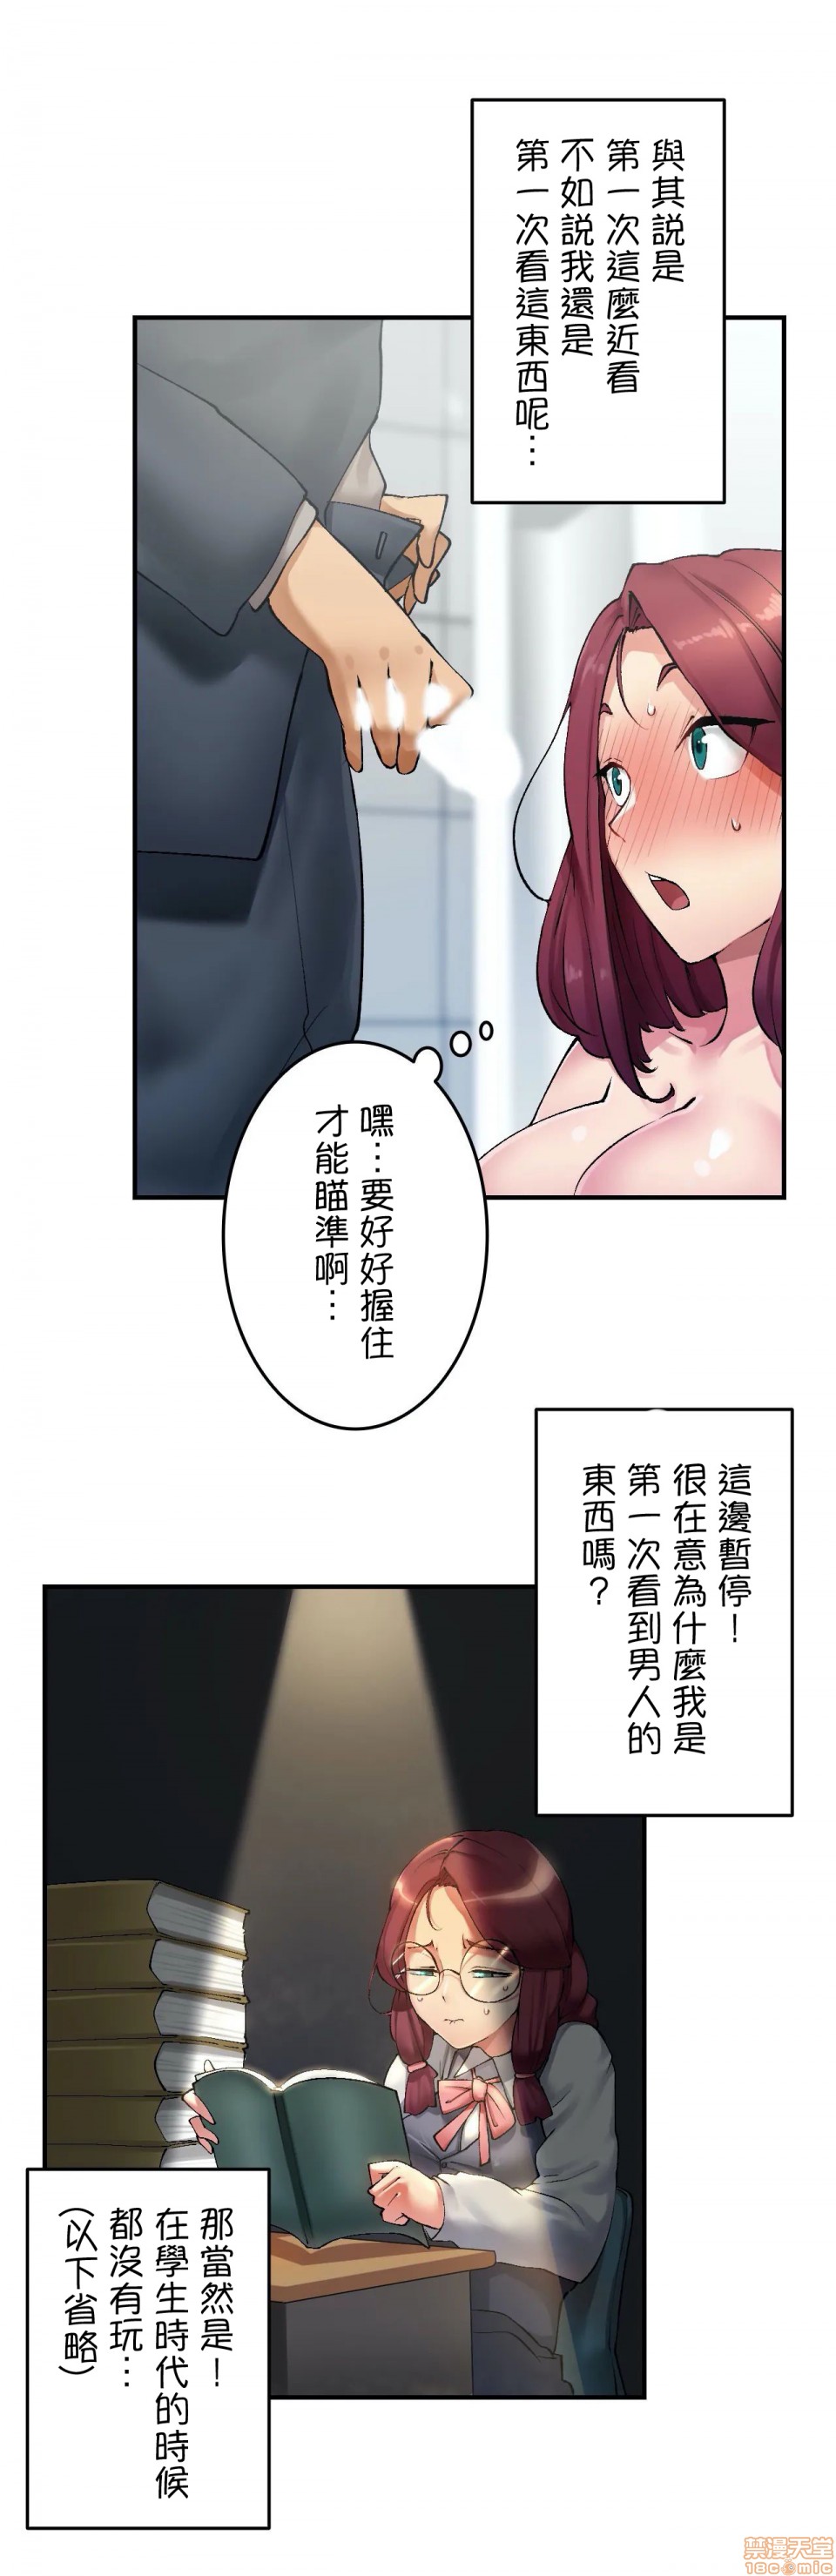 與其說是
第一次這麼近看
不如說我還是
第一次看這東西呢…
嘿…要好好握住
才能瞄準啊…
這邊暫停！
很在意為什麼我是
第一次看到男人的
東西嗎？
那當然是！
在學生時代的時候
都沒有玩…
(以下省略)
禁漫天堂
18comic